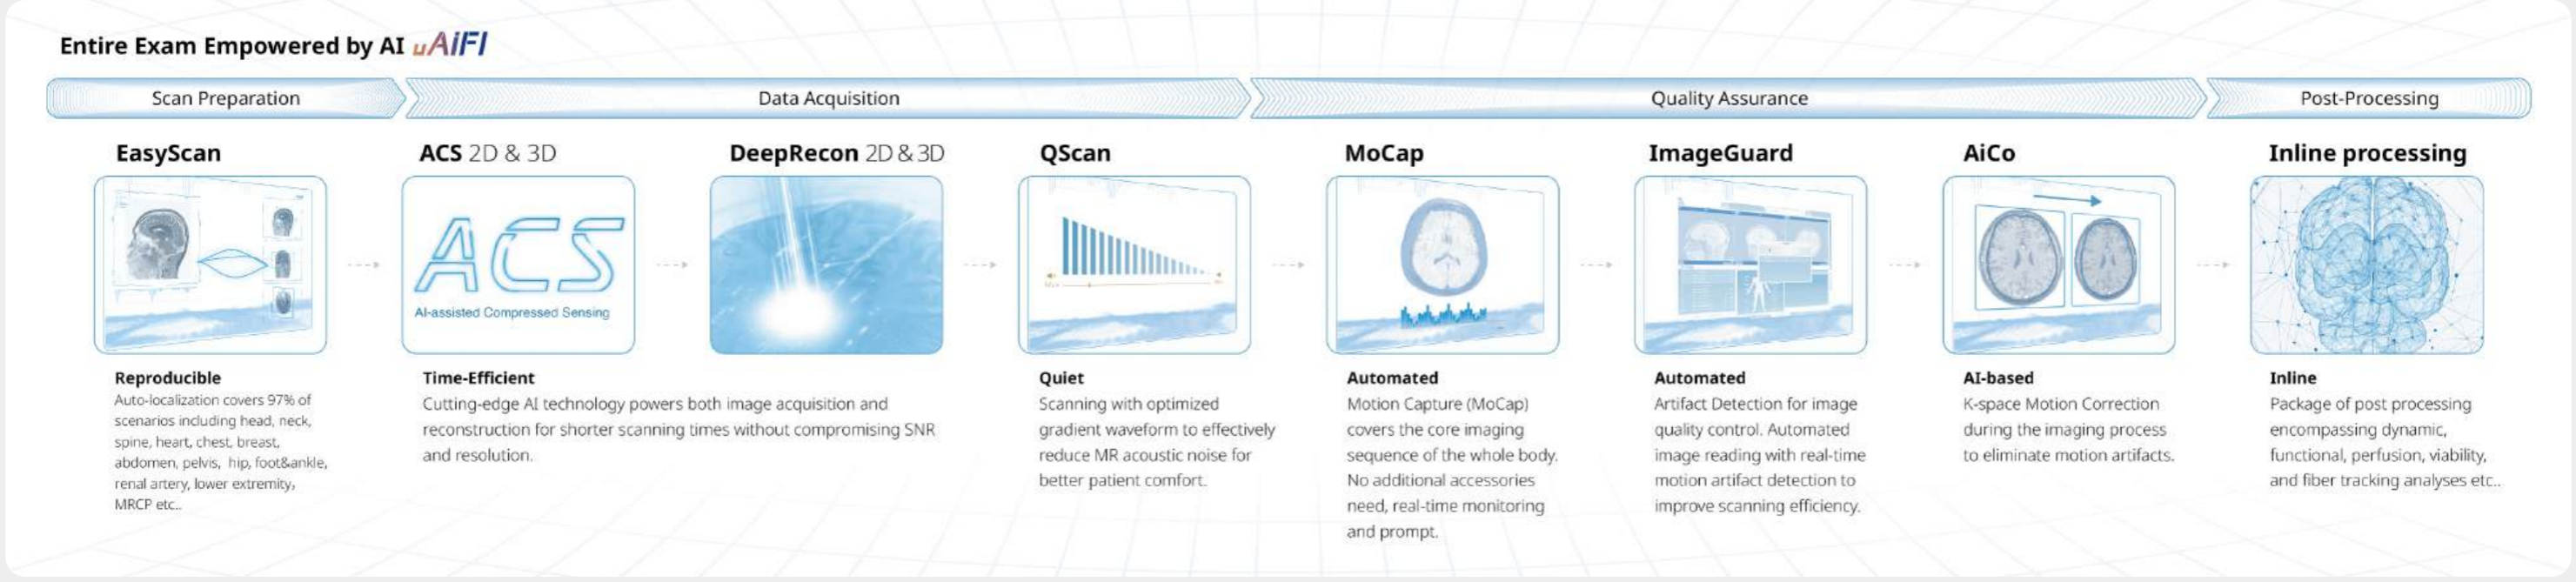 Entire Exam Empowered by AI uAiFI
Scan Preparation
Data Acquisition
Quality Assurance
Post-Processing
EasyScan
Reproducible
Auto-localization covers 97% of
scenarios including head, neck,
spine, heart, chest, breast,
abdomen, pelvis, hip, foot&ankle,
renal artery, lower extremity,
MRCP etc..
ACS 2D & 3D
ACS
AI-assisted Compressed Sensing
DeepRecon 2D & 3D
Time-Efficient
Cutting-edge AI technology powers both image acquisition and
reconstruction for shorter scanning times without compromising SNR
and resolution.
QScan
Quiet
Scanning with optimized
gradient waveform to effectively
reduce MR acoustic noise for
better patient comfort.
MoCap
Automated
Motion Capture (MoCap)
covers the core imaging
sequence of the whole body.
No additional accessories
need, real-time monitoring
and prompt.
ImageGuard
Automated
Artifact Detection for image
quality control. Automated
image reading with real-time
motion artifact detection to
improve scanning efficiency.
AiCo
AI-based
K-space Motion Correction
during the imaging process
to eliminate motion artifacts.
Inline processing
Inline
Package of post processing
encompassing dynamic,
functional, perfusion, viability,
and fiber tracking analyses etc..